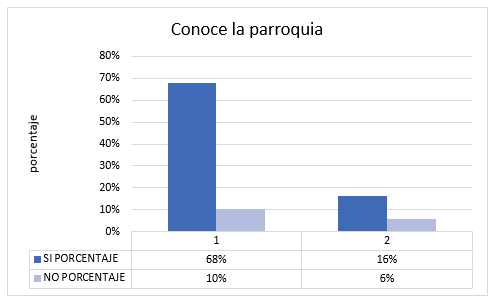 Conoce la parroquia
porcentaje
80%
70%
60%
50%
40%
30%
20%
10%
0%
1 2
SI PORCENTAJE 68% 16%
NO PORCENTAJE 10% 6%